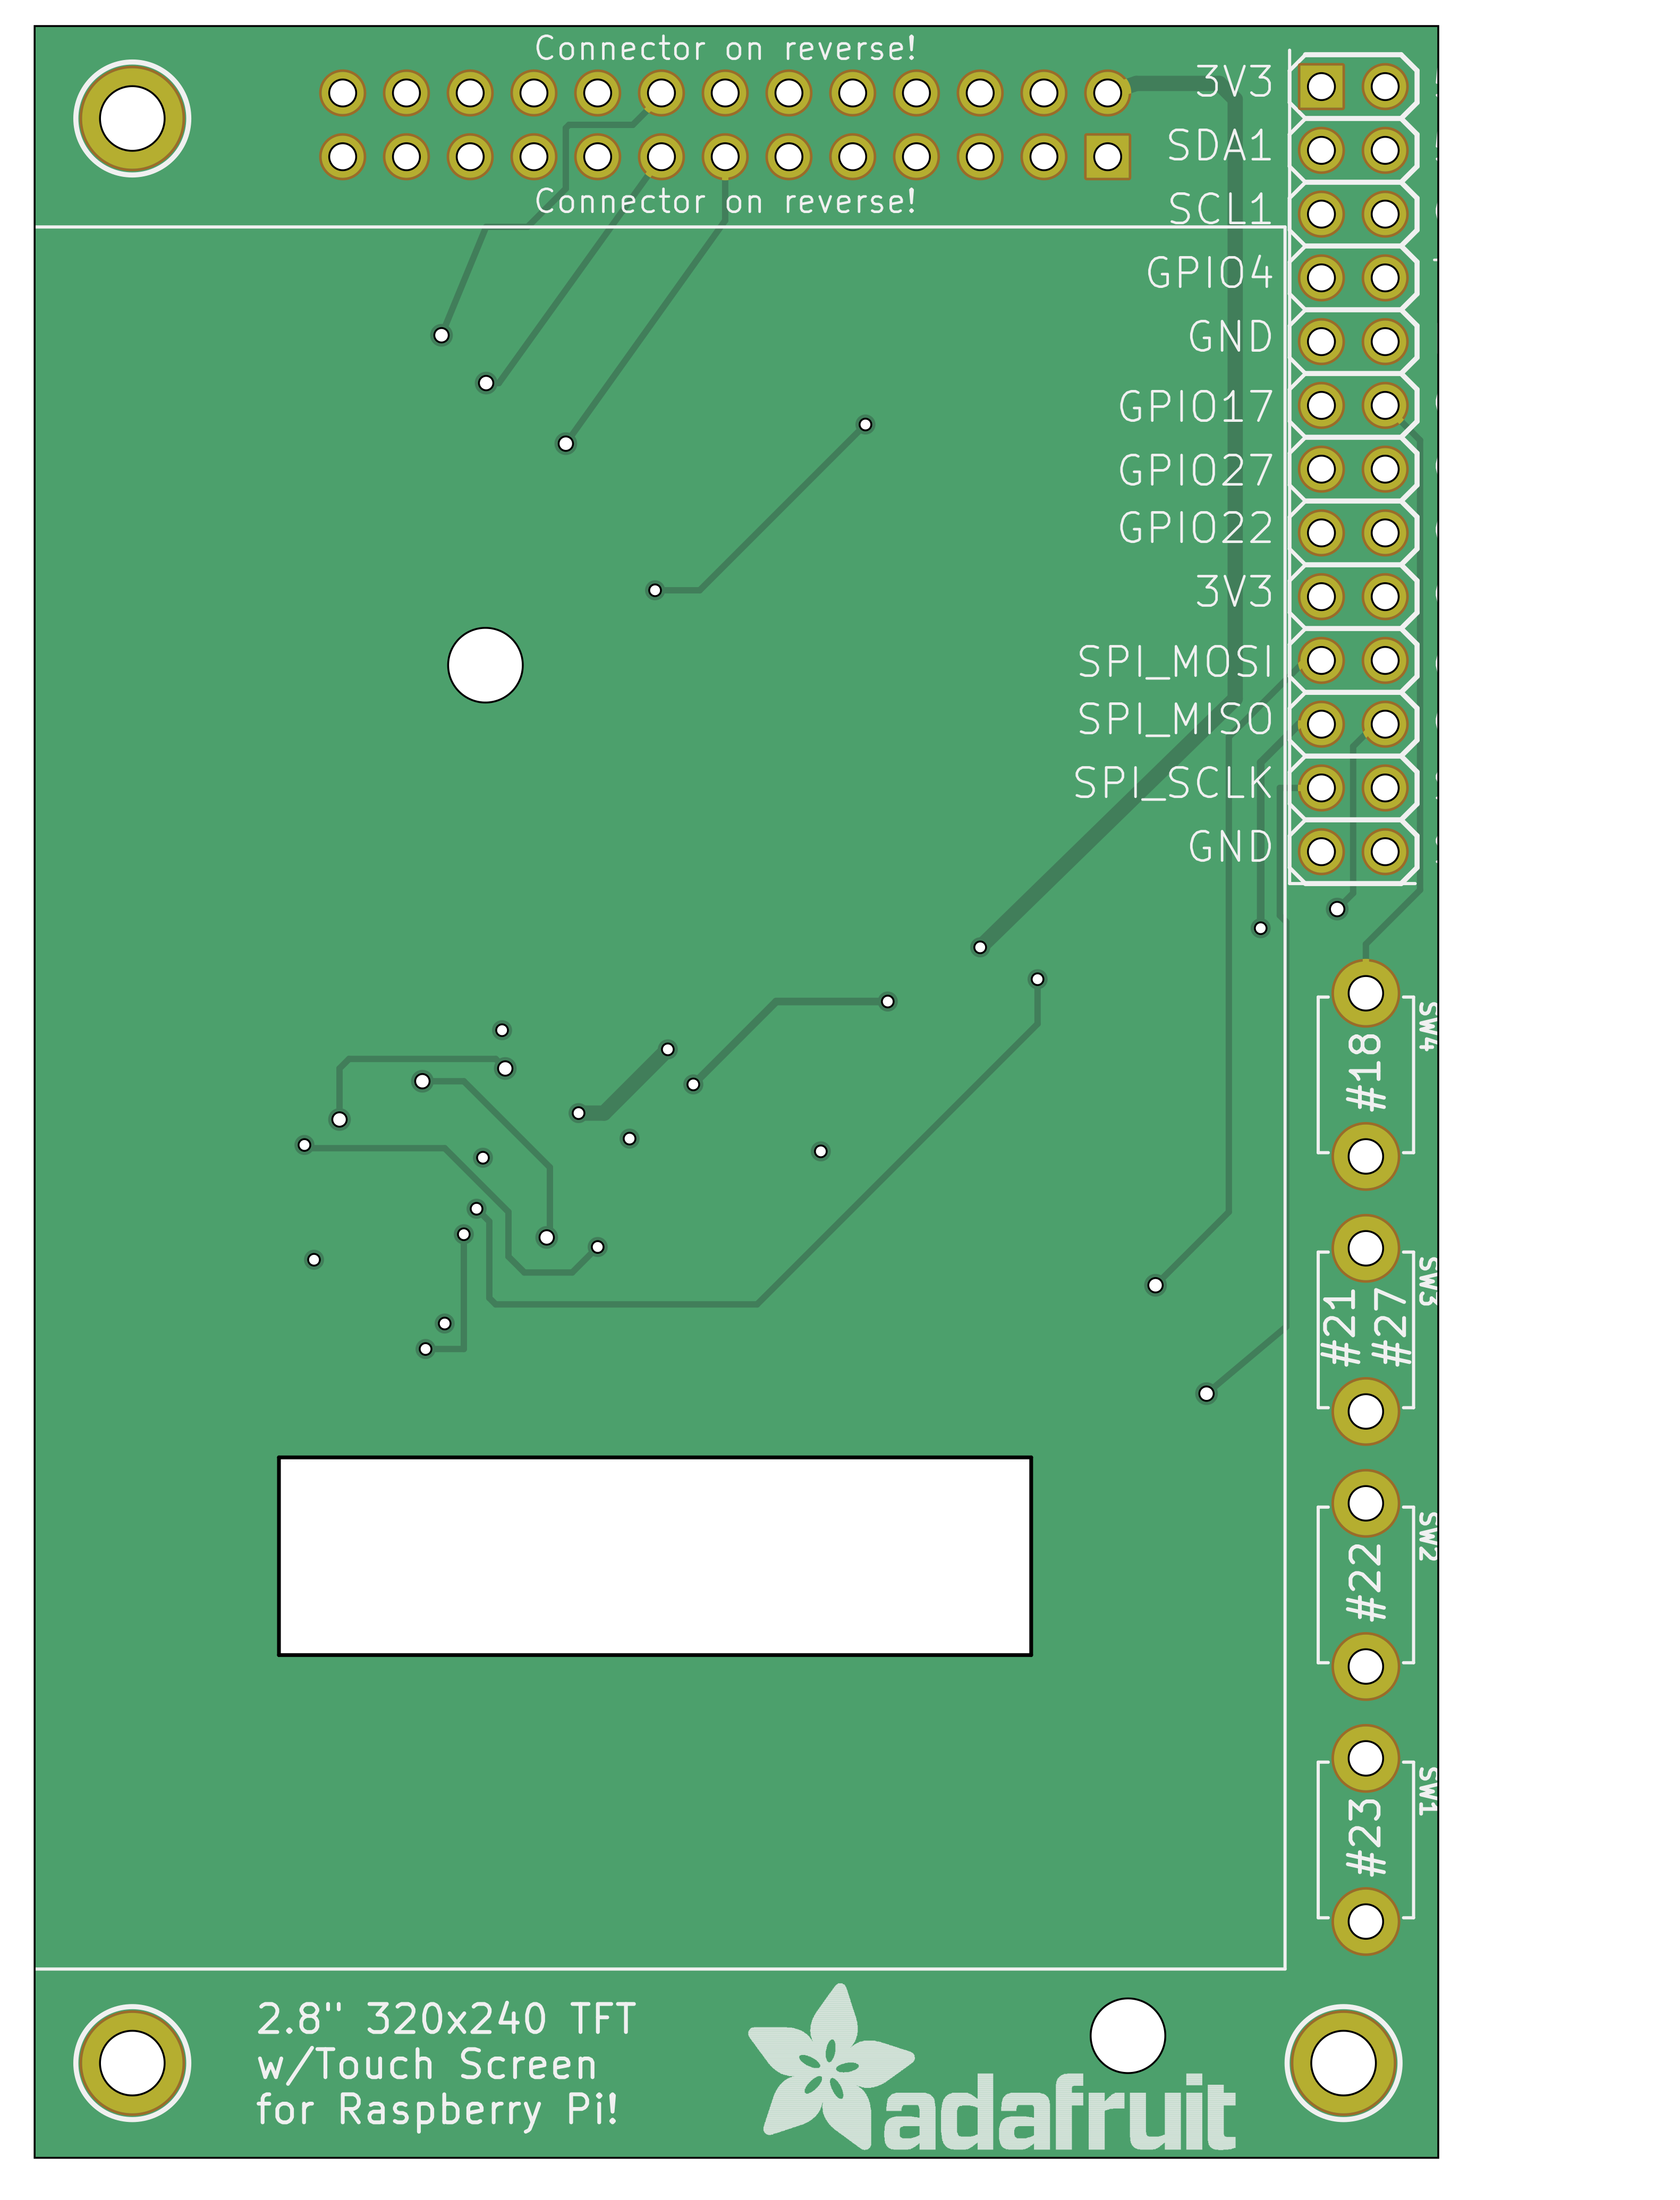 Connector on reverse!
Connector on reverse!
3V3
SDA1
SCL1
GPIO4
GND
GPIO17
GPIO27
GPIO22
3V3
SPI_MOSI
SPI_MISO
SPI_SCLK
GND
SW4
#18
SW3
#21
#27
SW2
#22
SW1
#23
2.8" 320x240 TFT
w/Touch Screen
for Raspberry Pi!
adafruit